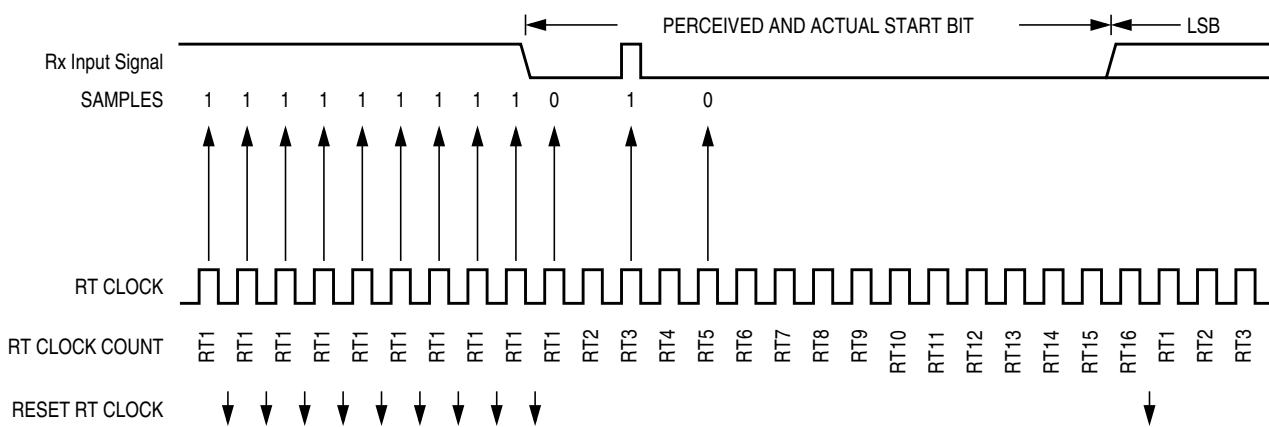 PERCEIVED AND ACTUAL START BIT
LSB
Rx Input Signal
SAMPLES 1 1 1 1 1 1 1 1 1 0 1 0
RT CLOCK
RT CLOCK COUNT RT1 RT1 RT1 RT1 RT1 RT1 RT1 RT1 RT1 RT1 RT2 RT3 RT4 RT5 RT6 RT7 RT8 RT9 RT10 RT11 RT12 RT13 RT14 RT15 RT16 RT1 RT2 RT3
RESET RT CLOCK